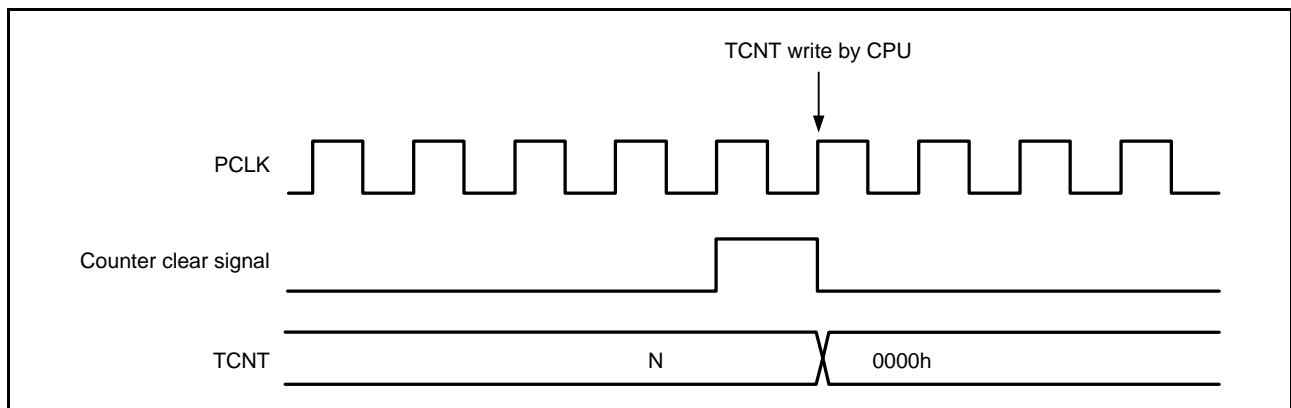 TCNT write by CPU
PCLK
Counter clear signal
TCNT
N
0000h